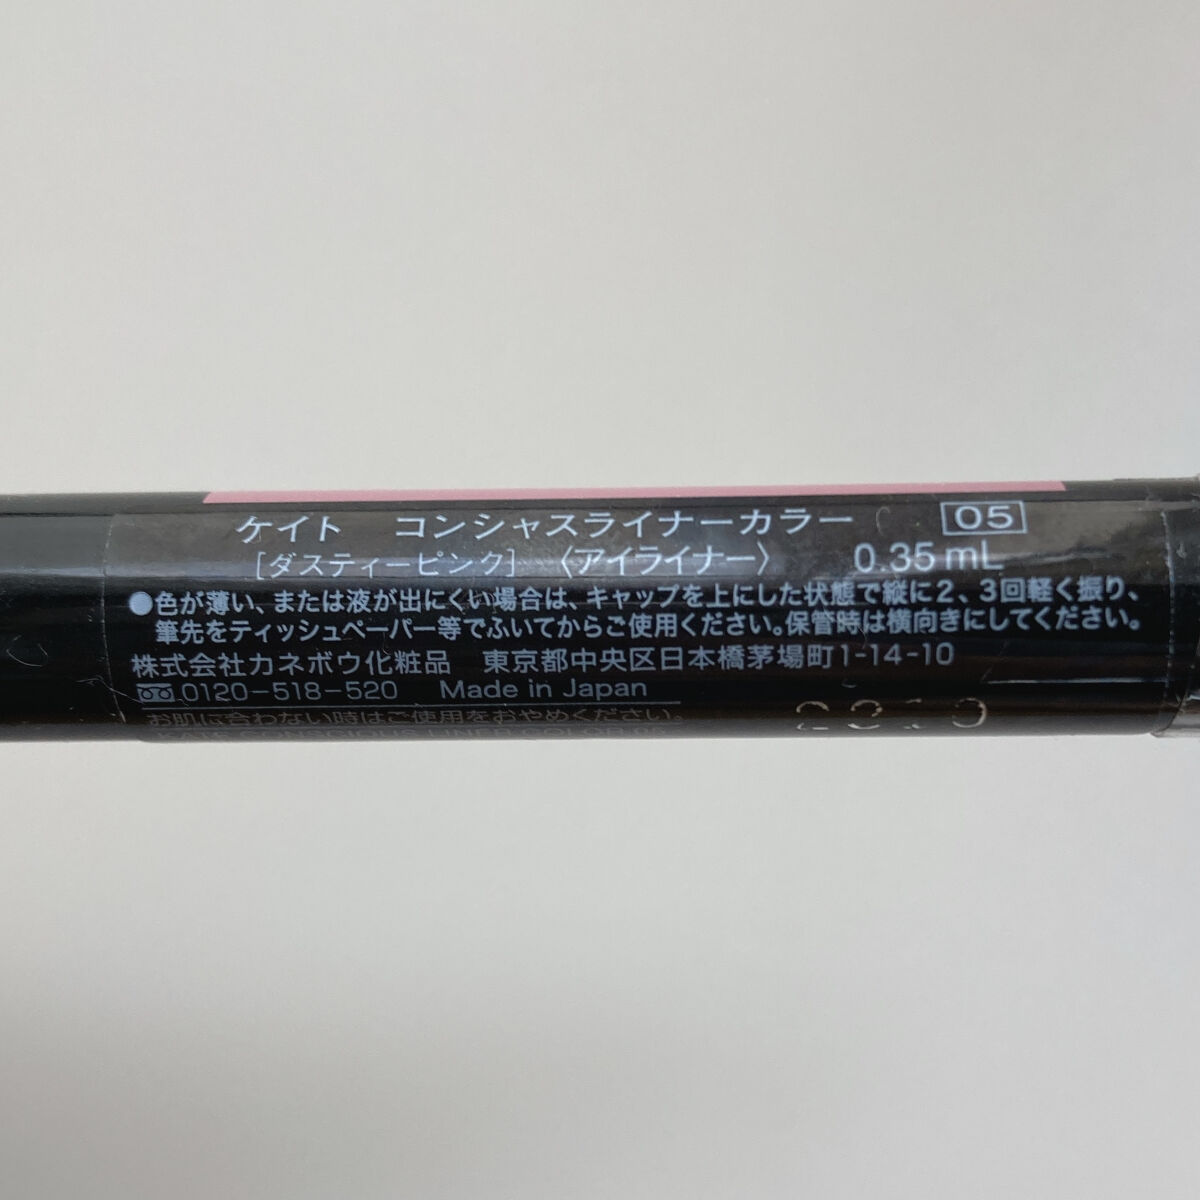 ケイト　コンシャスライナーカラー　05
[ダスティーピンク]　〈アイライナー〉　0.35 mL
●色が薄い、または液が出にくい場合は、キャップを上にした状態で縦に2、3回軽く振り、
筆先をティッシュペーパー等でふいてからご使用ください。保管時は横向きにしてください。
株式会社カネボウ化粧品　東京都中央区日本橋茅場町1-14-10
0120-518-520　Made in Japan
お肌に合わない時はご使用をおやめください。
KATE CONSCIOUS LINER COLOR 05